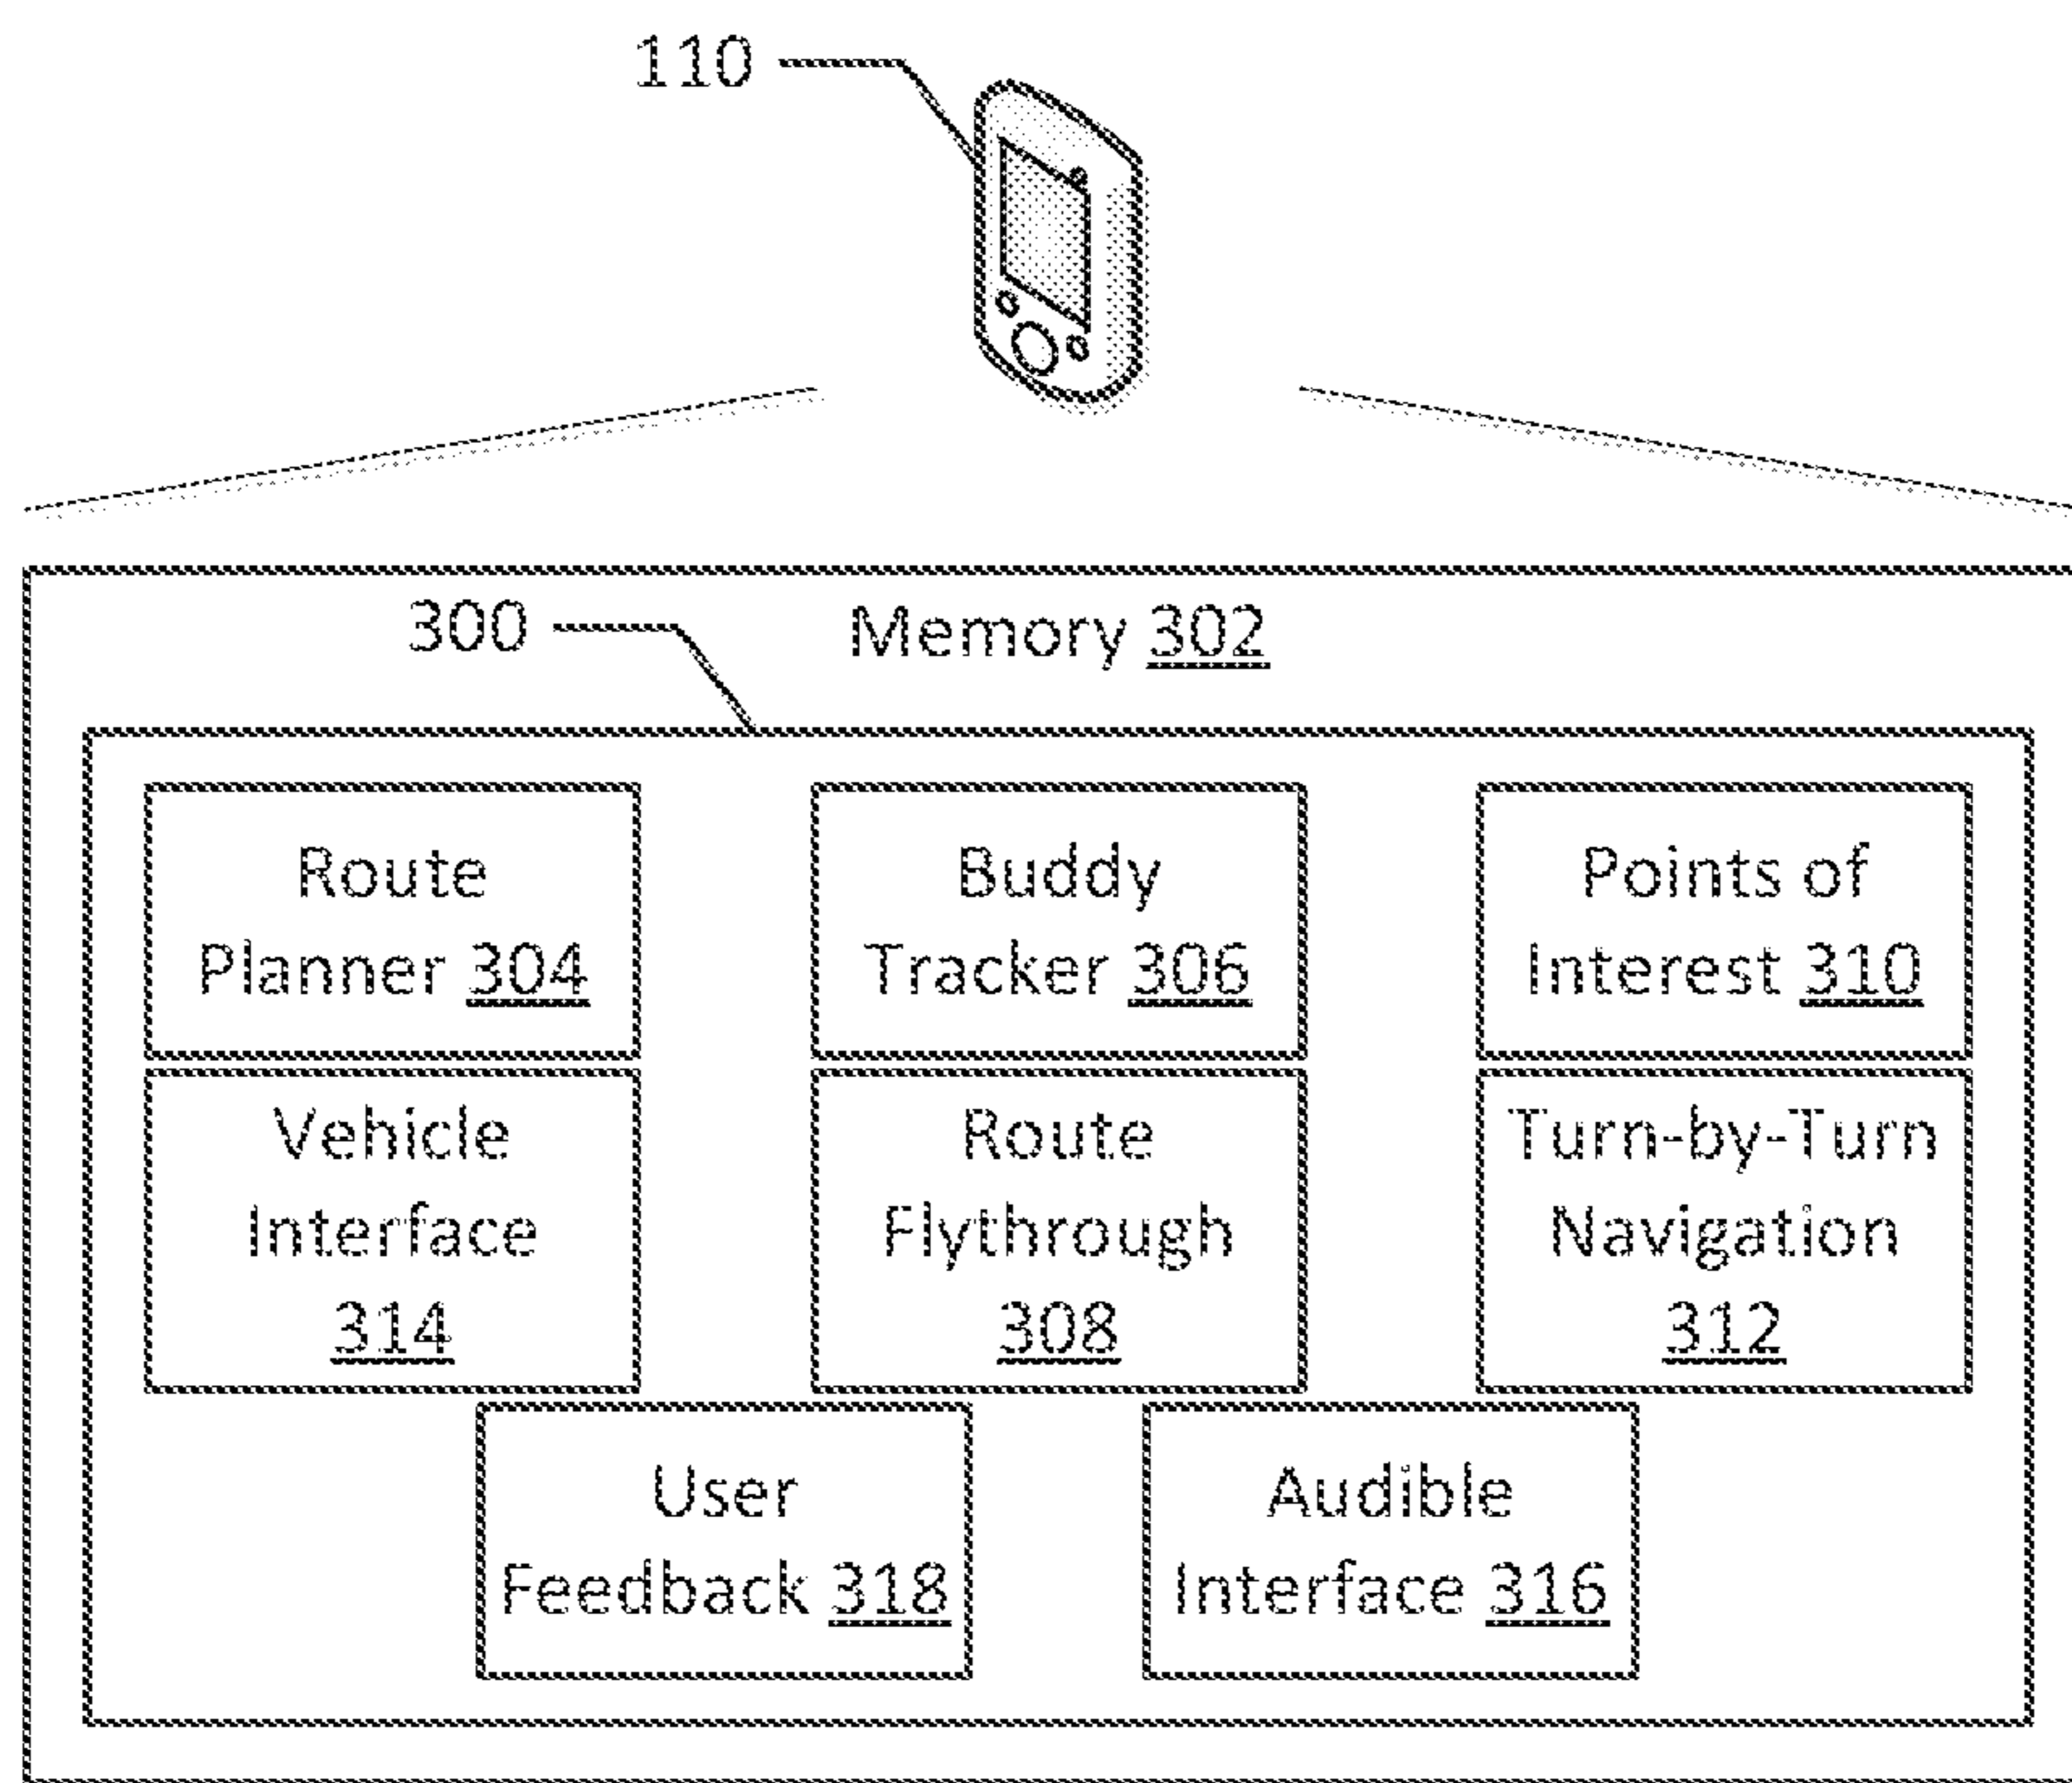 110
300
Memory 302
Route
Planner 304
Buddy
Tracker 306
Points of
Interest 310
Vehicle
Interface
314
Route
Flythrough
308
Turn-by-Turn
Navigation
312
User
Feedback 318
Audible
Interface 316